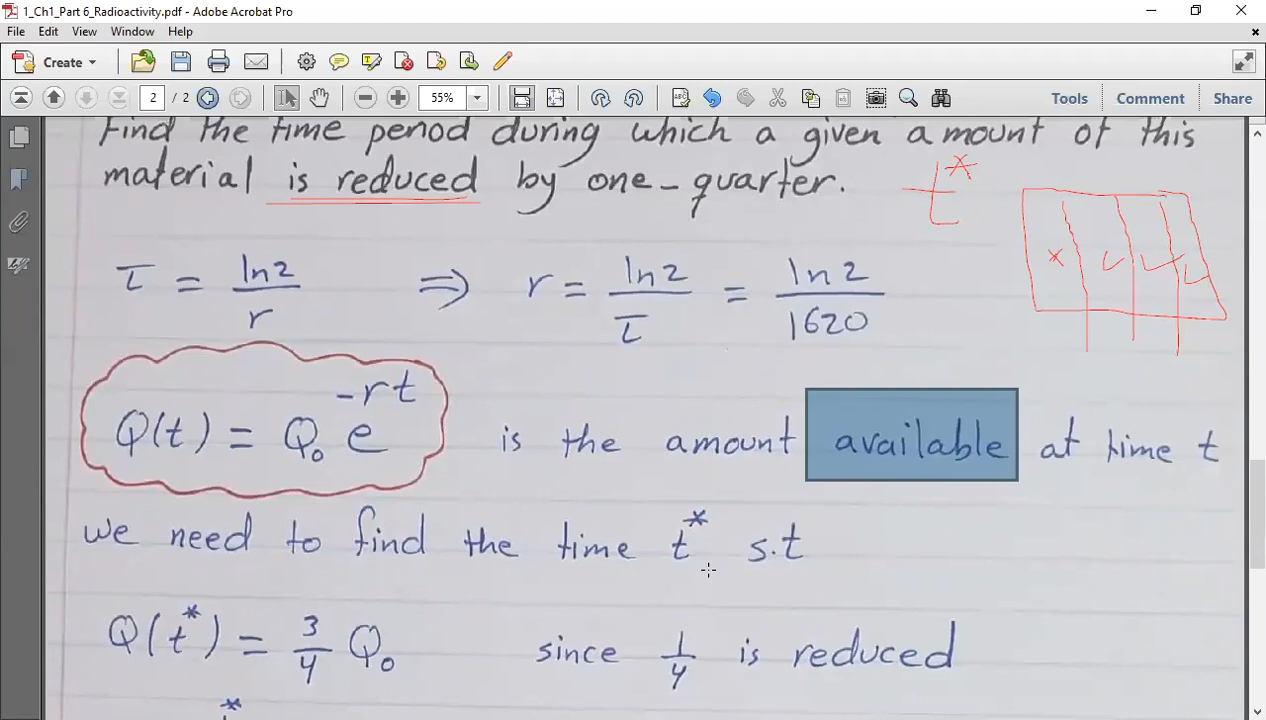 1_Ch1_Part 6_Radioactivity.pdf - Adobe Acrobat Pro
File Edit View Window Help
Create
2 / 2 55% Tools Comment Share
Find the time period during which a given amount of this
material is reduced by one-quarter. t*
τ = ln2 / r ⟹ r = ln2 / τ = ln2 / 1620
Q(t) = Q₀ e^-rt is the amount available at time t
we need to find the time t* s.t
Q(t*) = 3/4 Q₀ since 1/4 is reduced